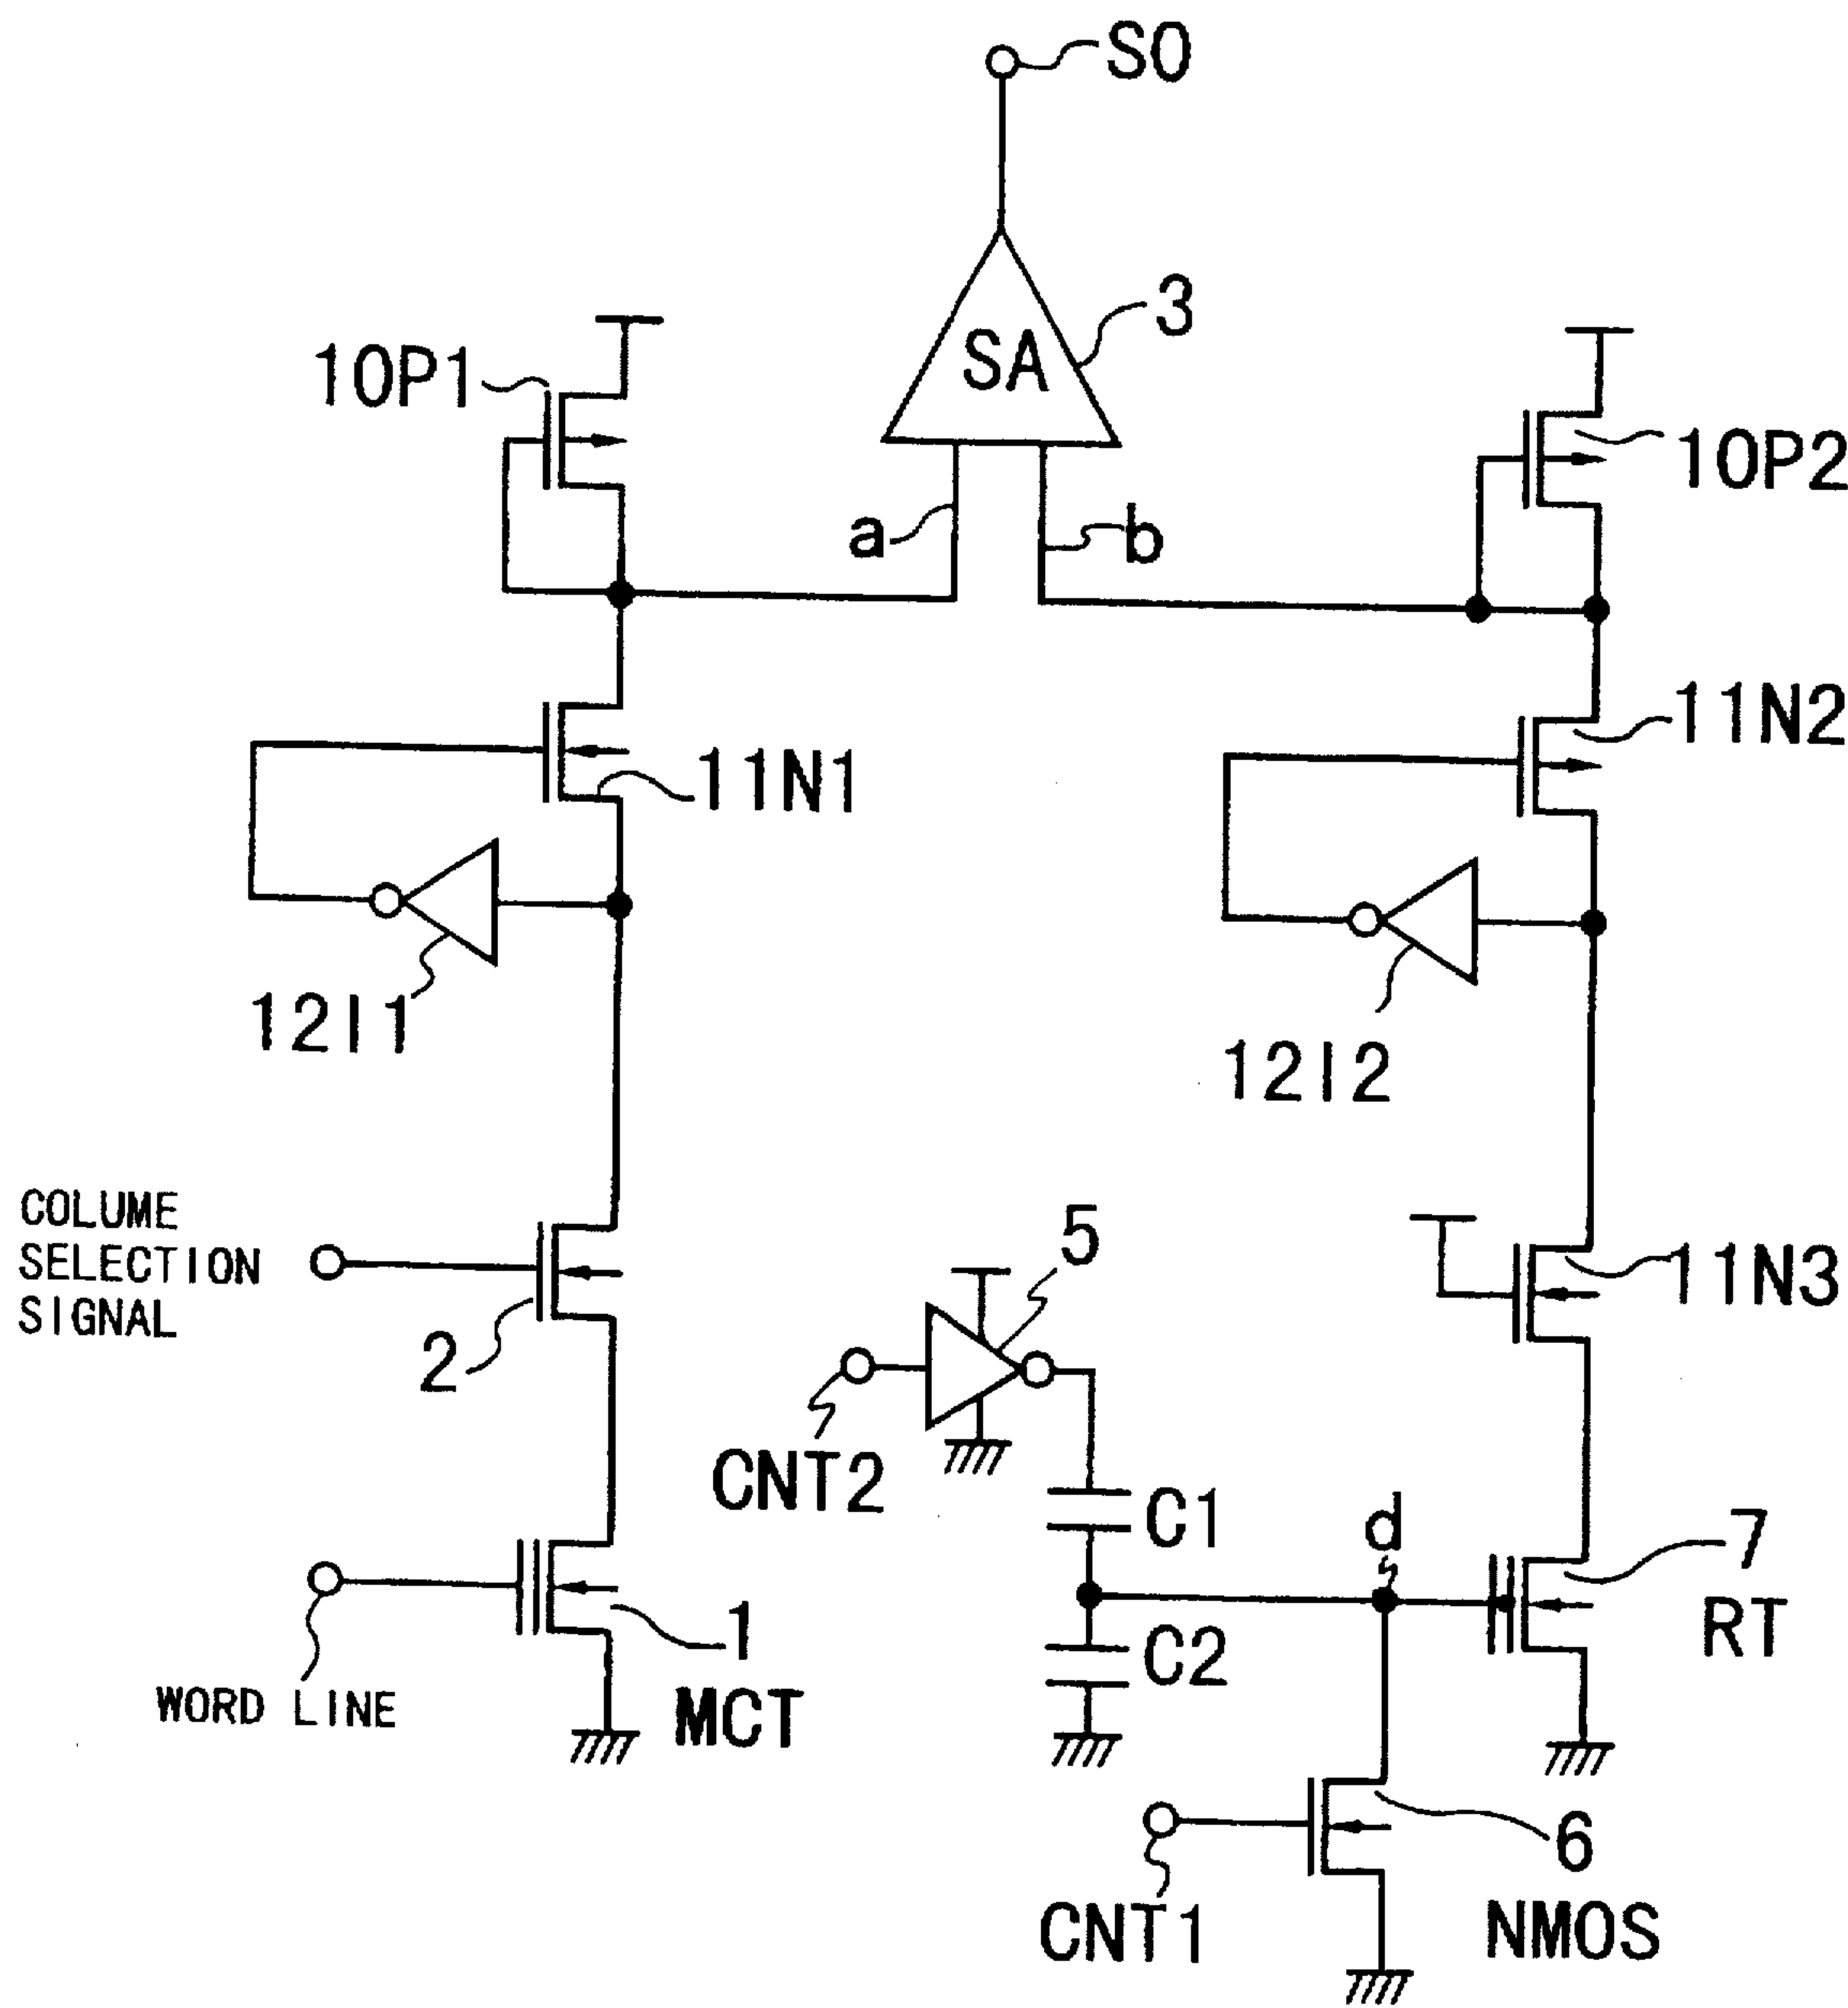 SO
3
SA
10P1
10P2
a
b
11N1
11N2
12I1
12I2
COLUME
SELECTION
SIGNAL
2
5
11N3
CNT2
C1
d
7
RT
C2
1
MCT
WORD LINE
6
NMOS
CNT1